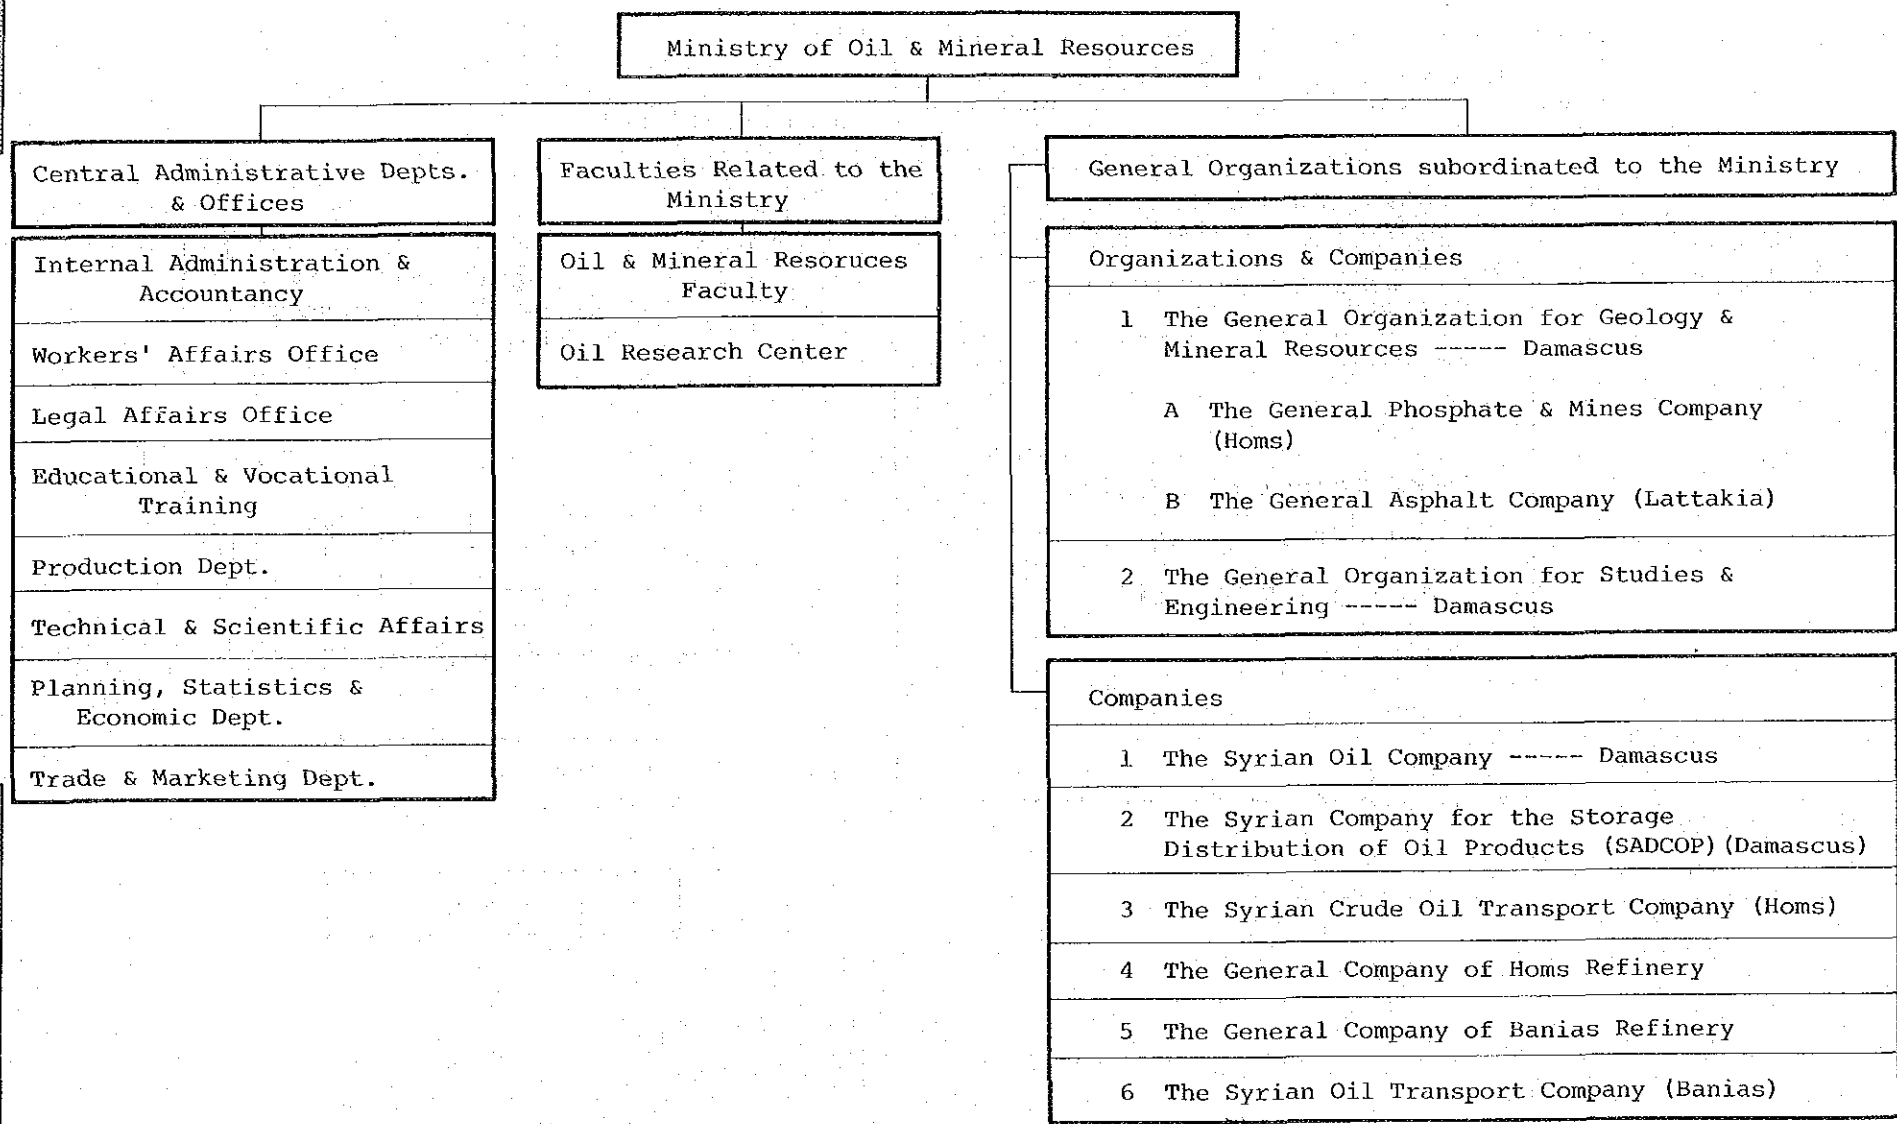 Ministry of Oil & Mineral Resources
Central Administrative Depts.
& Offices
Internal Administration &
Accountancy
Workers' Affairs Office
Legal Affairs Office
Educational & Vocational
Training
Production Dept.
Technical & Scientific Affairs
Planning, Statistics &
Economic Dept.
Trade & Marketing Dept.
Faculties Related to the
Ministry
Oil & Mineral Resoruces
Faculty
Oil Research Center
General Organizations subordinated to the Ministry
Organizations & Companies
1 The General Organization for Geology &
Mineral Resources ----- Damascus
A The General Phosphate & Mines Company
(Homs)
B The General Asphalt Company (Lattakia)
2 The General Organization for Studies &
Engineering ----- Damascus
Companies
1 The Syrian Oil Company ----- Damascus
2 The Syrian Company for the Storage
Distribution of Oil Products (SADCOP)(Damascus)
3 The Syrian Crude Oil Transport Company (Homs)
4 The General Company of Homs Refinery
5 The General Company of Banias Refinery
6 The Syrian Oil Transport Company (Banias)